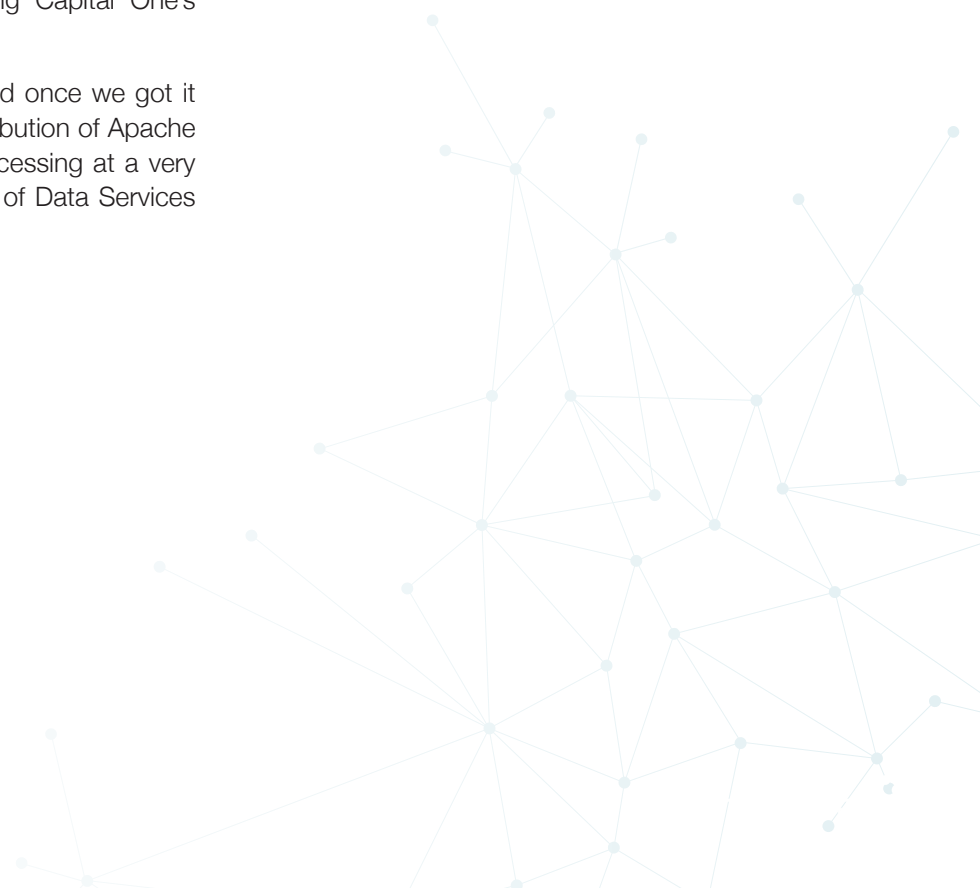 ng Capital One's
d once we got it
bution of Apache
cessing at a very
of Data Services